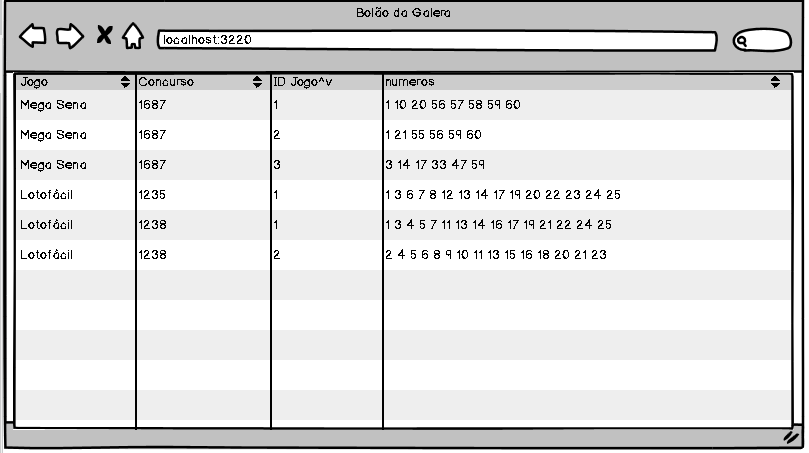 Bolão da Galera
localhost:3220
Jogo Concurso ID Jogo^v numeros
Mega Sena 1687 1 1 10 20 56 57 58 59 60
Mega Sena 1687 2 1 21 55 56 59 60
Mega Sena 1687 3 3 14 17 33 47 59
Lotofácil 1235 1 1 3 6 7 8 12 13 14 17 19 20 22 23 24 25
Lotofácil 1238 1 1 3 4 5 7 11 13 14 16 17 19 21 22 24 25
Lotofácil 1238 2 2 4 5 6 8 9 10 11 13 15 16 18 20 21 23